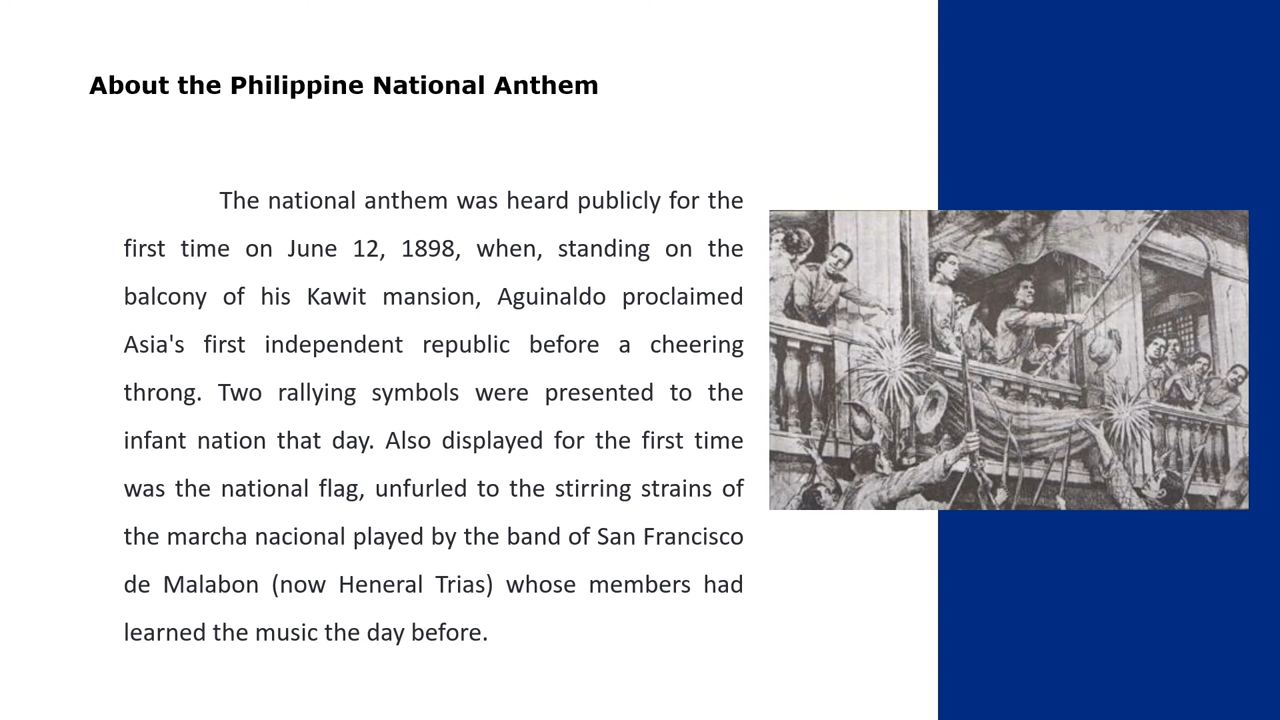 About the Philippine National Anthem
The national anthem was heard publicly for the
first time on June 12, 1898, when, standing on the
balcony of his Kawit mansion, Aguinaldo proclaimed
Asia's first independent republic before a cheering
throng. Two rallying symbols were presented to the
infant nation that day. Also displayed for the first time
was the national flag, unfurled to the stirring strains of
the marcha nacional played by the band of San Francisco
de Malabon (now Heneral Trias) whose members had
learned the music the day before.